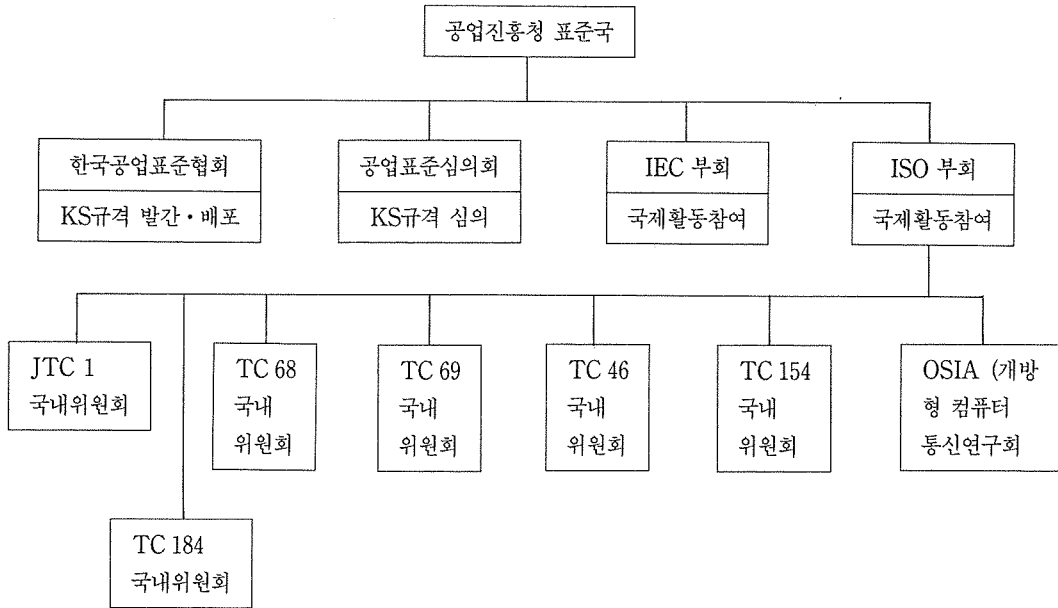 공업진흥청 표준국
한국공업표준협회
KS규격 발간・배포
공업표준심의회
KS규격 심의
IEC 부회
국제활동참여
ISO 부회
국제활동참여
JTC 1
국내위원회
TC 68
국내
위원회
TC 69
국내
위원회
TC 46
국내
위원회
TC 154
국내
위원회
OSIA (개방
형 컴퓨터
통신연구회
TC 184
국내위원회